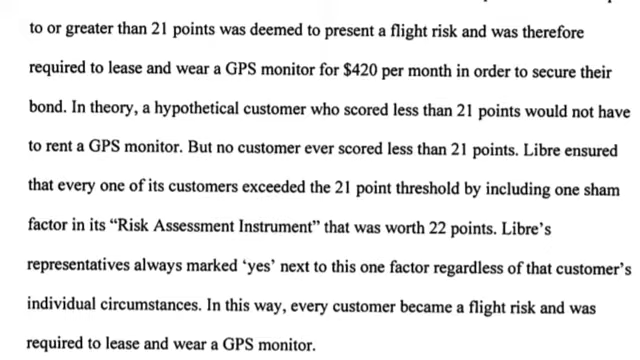 to or greater than 21 points was deemed to present a flight risk and was therefore
required to lease and wear a GPS monitor for $420 per month in order to secure their
bond. In theory, a hypothetical customer who scored less than 21 points would not have
to rent a GPS monitor. But no customer ever scored less than 21 points. Libre ensured
that every one of its customers exceeded the 21 point threshold by including one sham
factor in its “Risk Assessment Instrument” that was worth 22 points. Libre’s
representatives always marked ‘yes’ next to this one factor regardless of that customer’s
individual circumstances. In this way, every customer became a flight risk and was
required to lease and wear a GPS monitor.